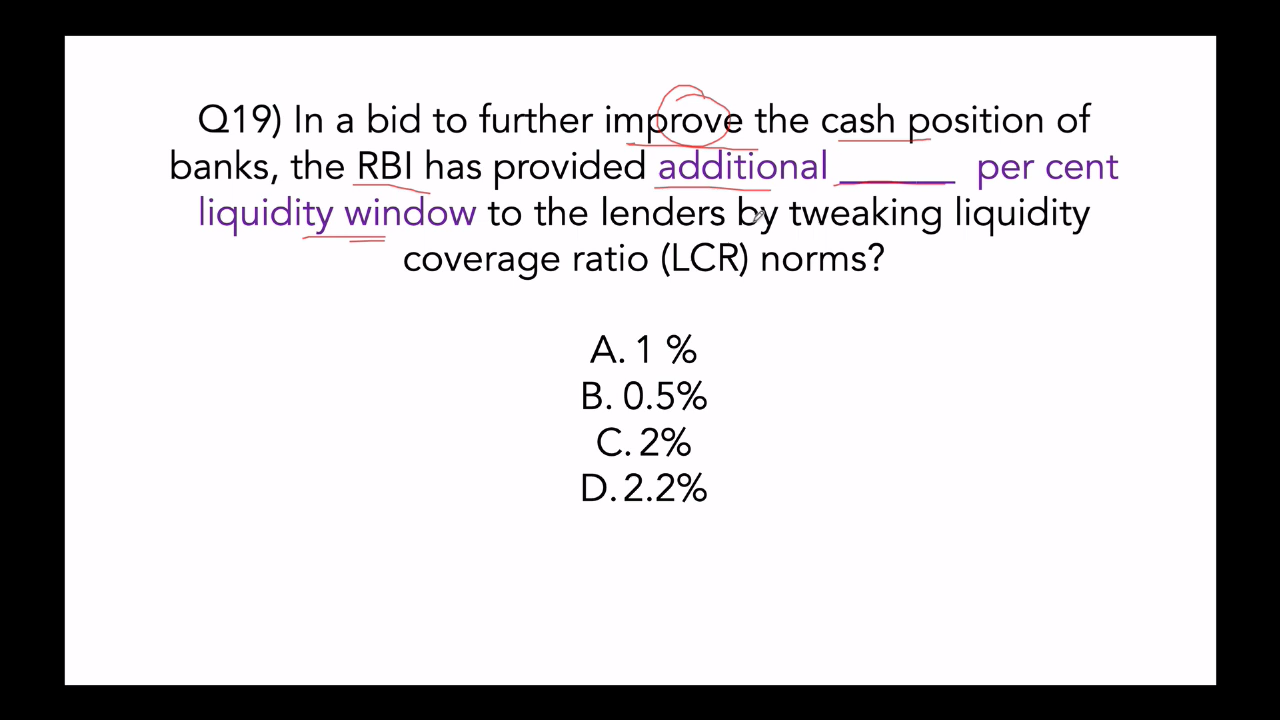 Q19) In a bid to further improve the cash position of
banks, the RBI has provided additional ______ per cent
liquidity window to the lenders by tweaking liquidity
coverage ratio (LCR) norms?
A. 1 %
B. 0.5%
C. 2%
D. 2.2%